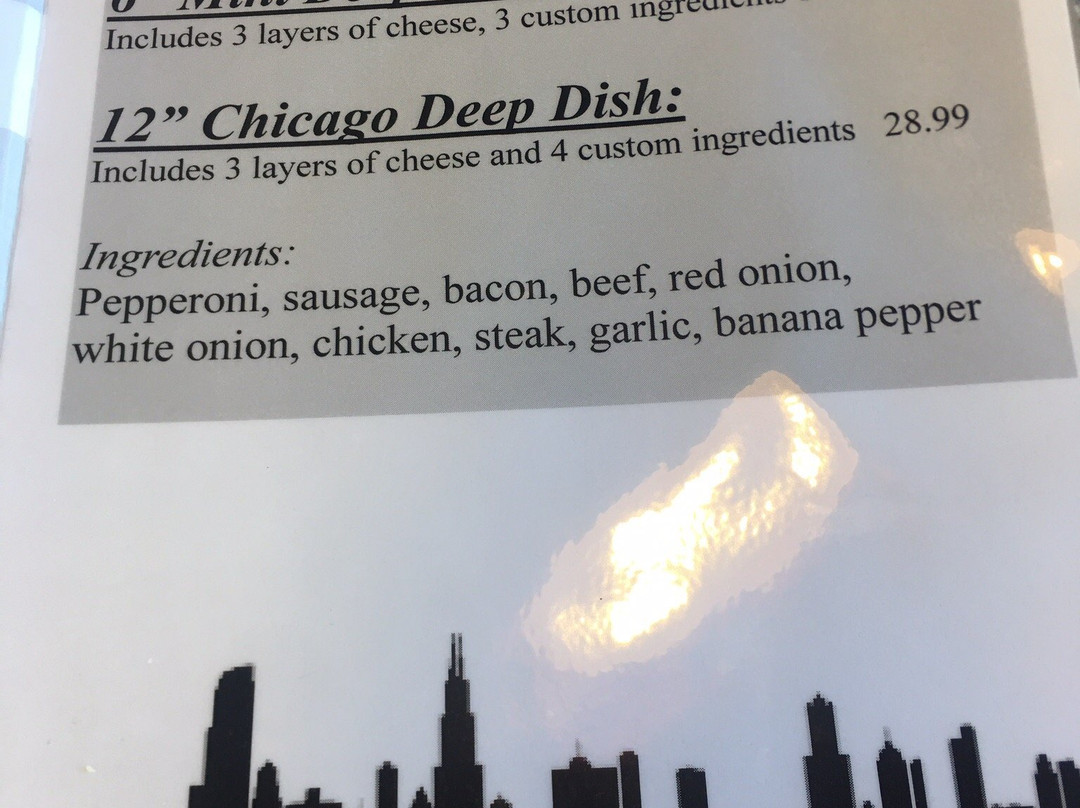 Includes 3 layers of cheese, 3 custom ingredients
12” Chicago Deep Dish:
Includes 3 layers of cheese and 4 custom ingredients 28.99
Ingredients:
Pepperoni, sausage, bacon, beef, red onion,
white onion, chicken, steak, garlic, banana pepper